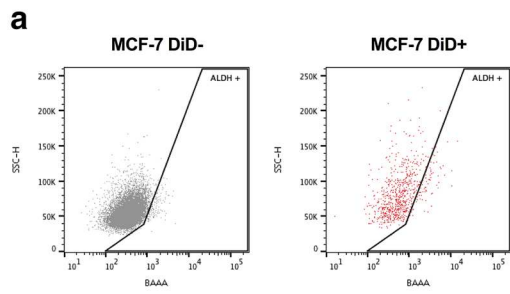 a
MCF-7 DiD-
MCF-7 DiD+
250K
200K
150K
100K
50K
0
SSC-H
ALDH +
10¹
10²
10³
10⁴
10⁵
BAAA
250K
200K
150K
100K
50K
0
SSC-H
ALDH +
10¹
10²
10³
10⁴
10⁵
BAAA